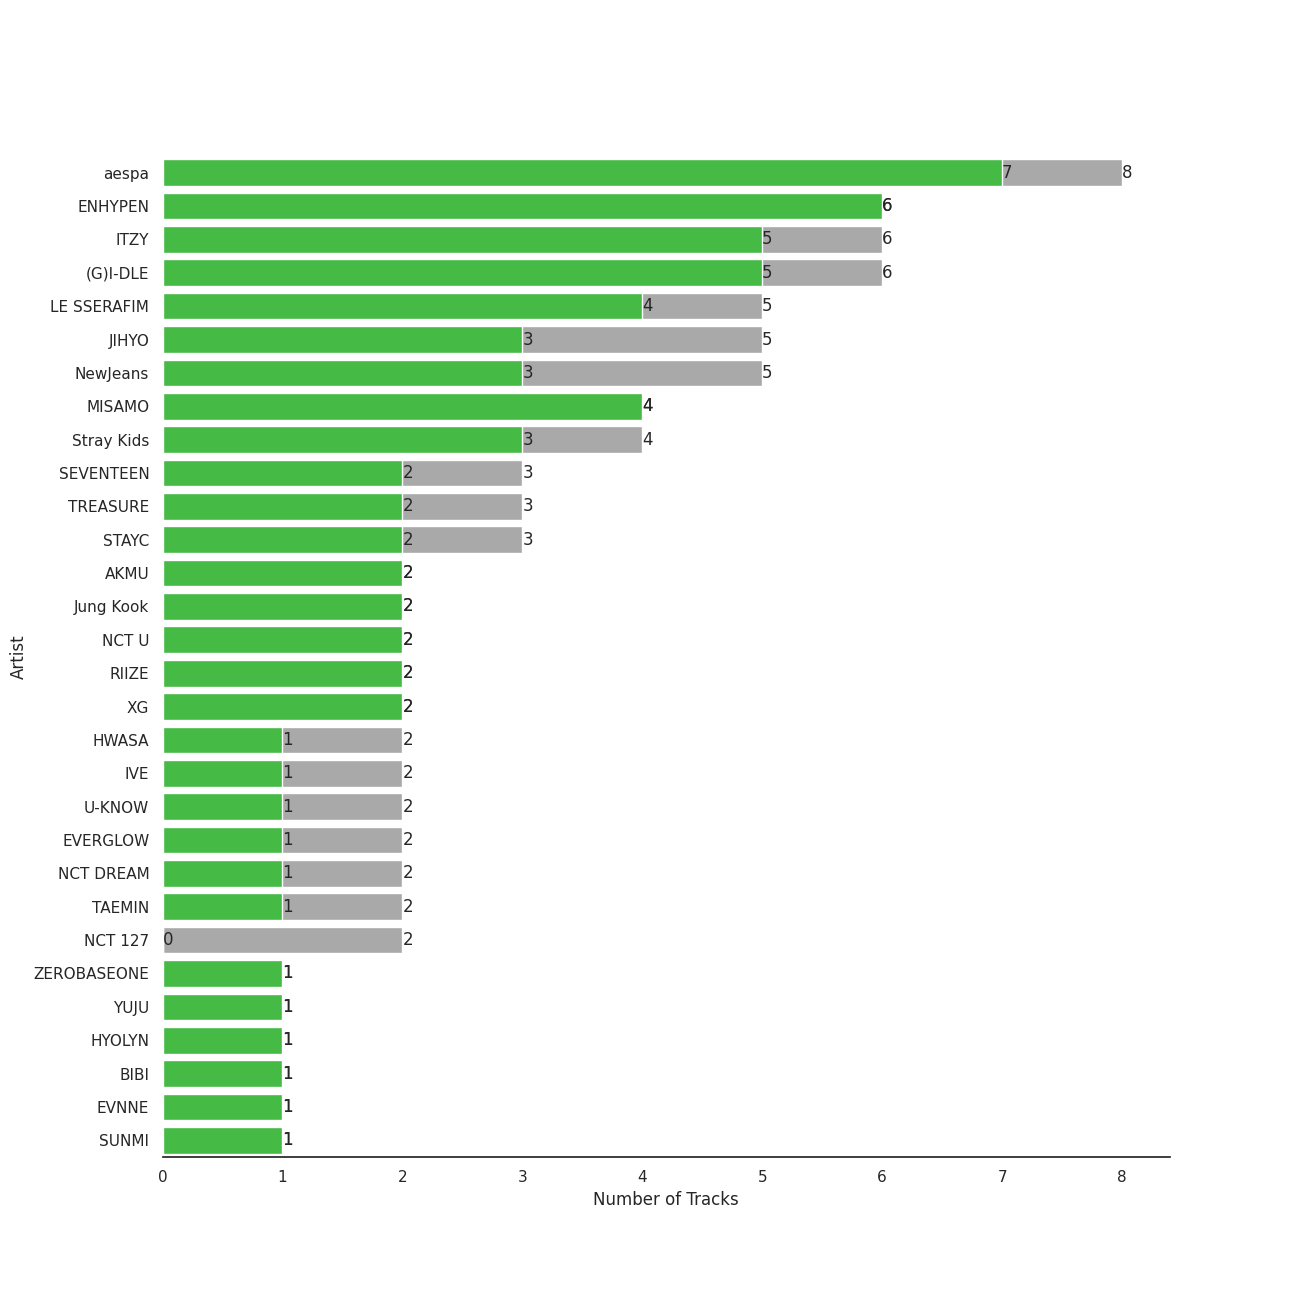 aespa 7 8
ENHYPEN 6
ITZY 5 6
(G)I-DLE 5 6
LE SSERAFIM 4 5
JIHYO 3 5
NewJeans 3 5
MISAMO 4
Stray Kids 3 4
SEVENTEEN 2 3
TREASURE 2 3
STAYC 2 3
AKMU 2
Jung Kook 2
NCT U 2
RIIZE 2
XG 2
HWASA 1 2
IVE 1 2
U-KNOW 1 2
EVERGLOW 1 2
NCT DREAM 1 2
TAEMIN 1 2
NCT 127 0 2
ZEROBASEONE 1
YUJU 1
HYOLYN 1
BIBI 1
EVNNE 1
SUNMI 1
Artist
0 1 2 3 4 5 6 7 8
Number of Tracks